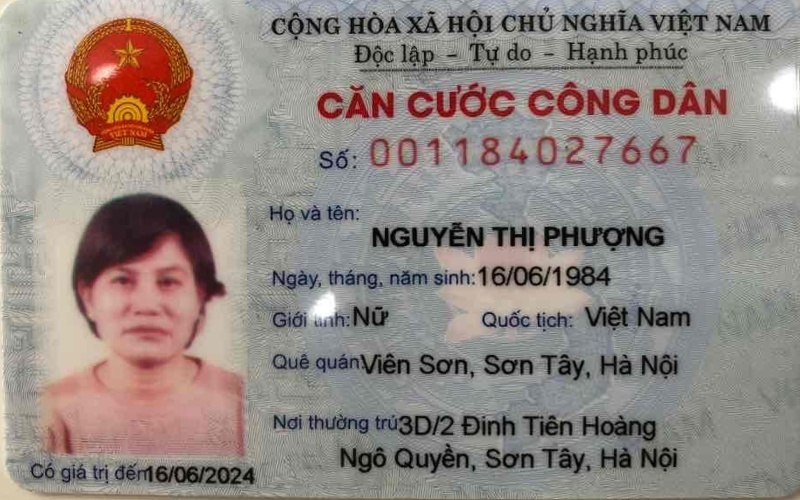 CỘNG HÒA XÃ HỘI CHỦ NGHĨA VIỆT NAM
Độc lập - Tự do - Hạnh phúc
CĂN CƯỚC CÔNG DÂN
Số: 001184027667
Họ và tên:
NGUYỄN THỊ PHƯỢNG
Ngày, tháng, năm sinh: 16/06/1984
Giới tính: Nữ Quốc tịch: Việt Nam
Quê quán: Viên Sơn, Sơn Tây, Hà Nội
Nơi thường trú: 3D/2 Đinh Tiên Hoàng
Ngô Quyền, Sơn Tây, Hà Nội
Có giá trị đến: 16/06/2024